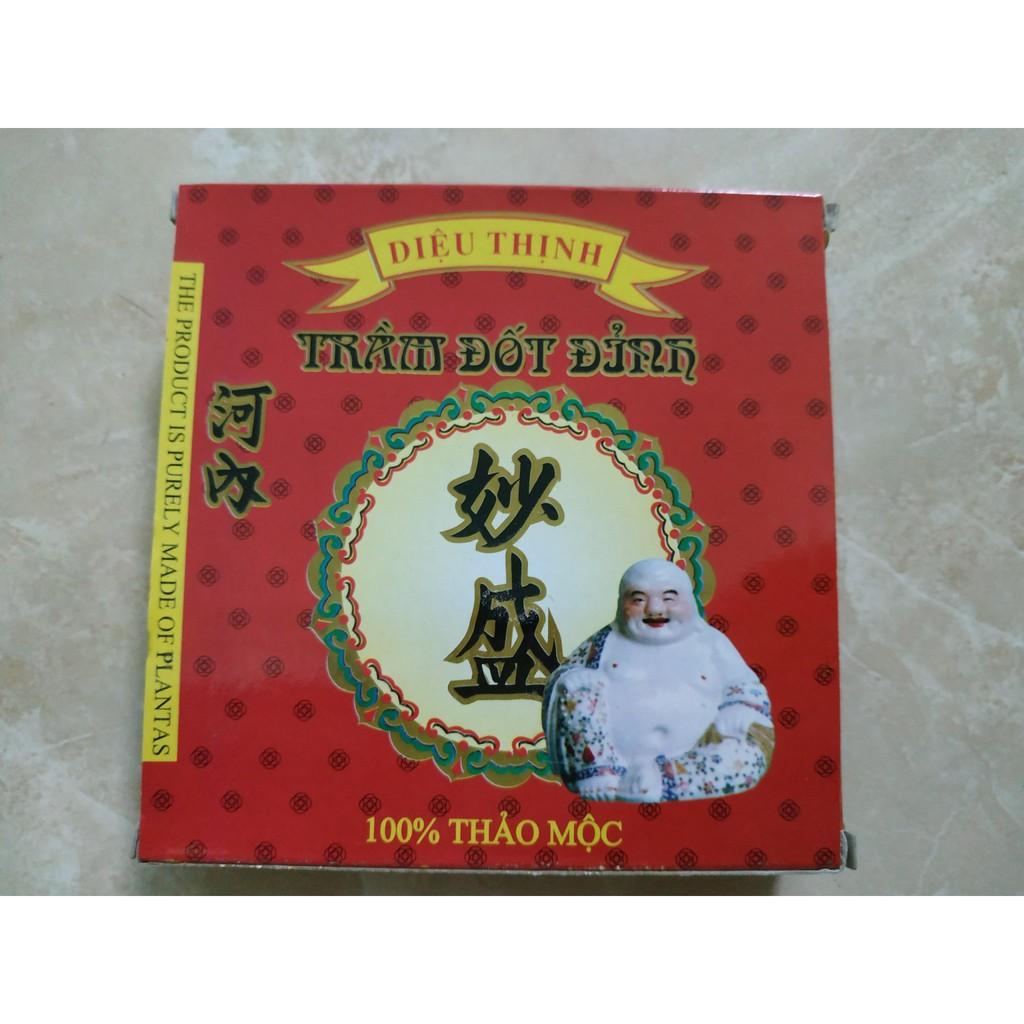 DIỆU THỊNH
TRẦM ĐỐT ĐỈNH
THE PRODUCT IS PURELY MADE OF PLANTAS
河内
妙盛
100% THẢO MỘC